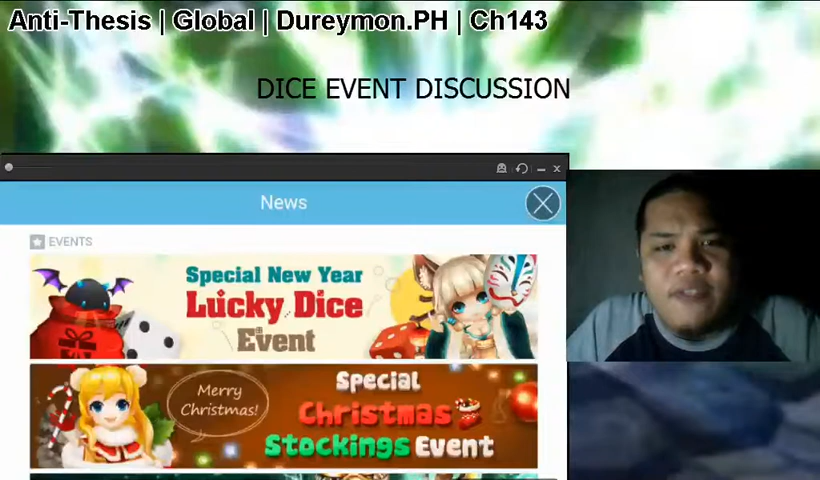 Anti-Thesis | Global | Dureymon.PH | Ch143
DICE EVENT DISCUSSION
News
EVENTS
Special New Year
Lucky Dice
Event
Merry
Christmas!
Special
Christmas
Stockings Event